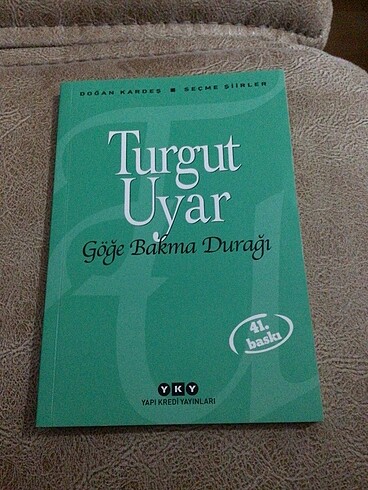 DOĞAN KARDEŞ ■ SEÇME ŞİİRLER
Turgut
Uyar
Göğe Bakma Durağı
41.
baskı
YKY
YAPI KREDİ YAYINLARI